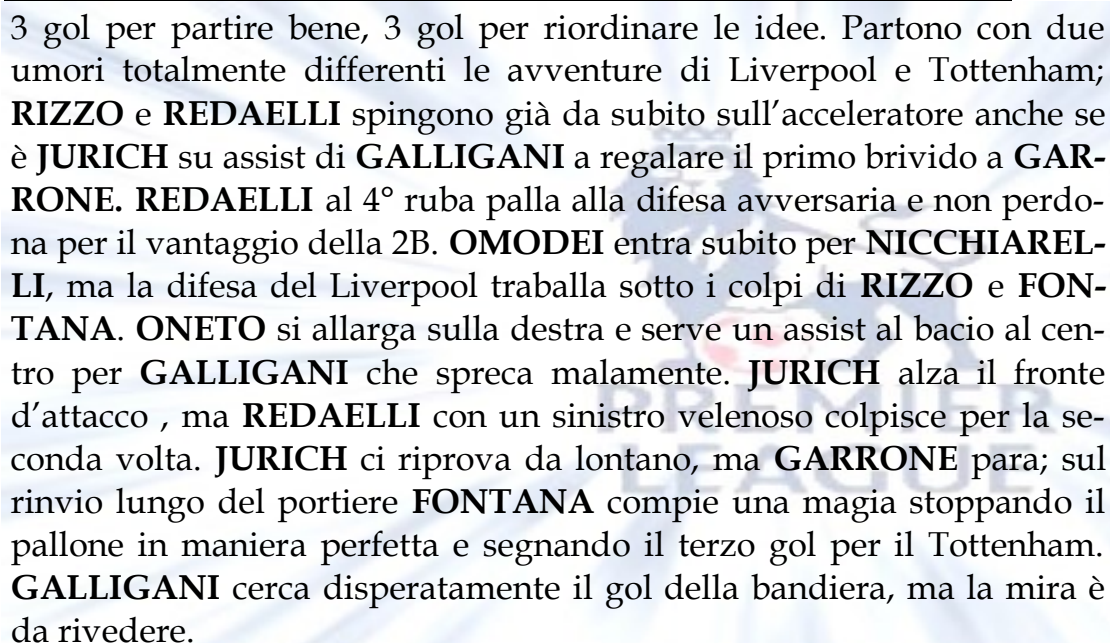 3 gol per partire bene, 3 gol per riordinare le idee. Partono con due
umori totalmente differenti le avventure di Liverpool e Tottenham;
RIZZO e REDAELLI spingono già da subito sull’acceleratore anche se
è JURICH su assist di GALLIGANI a regalare il primo brivido a GAR-
RONE. REDAELLI al 4° ruba palla alla difesa avversaria e non perdo-
na per il vantaggio della 2B. OMODEI entra subito per NICCHIAREL-
LI, ma la difesa del Liverpool traballa sotto i colpi di RIZZO e FON-
TANA. ONETO si allarga sulla destra e serve un assist al bacio al cen-
tro per GALLIGANI che spreca malamente. JURICH alza il fronte
d’attacco , ma REDAELLI con un sinistro velenoso colpisce per la se-
conda volta. JURICH ci riprova da lontano, ma GARRONE para; sul
rinvio lungo del portiere FONTANA compie una magia stoppando il
pallone in maniera perfetta e segnando il terzo gol per il Tottenham.
GALLIGANI cerca disperatamente il gol della bandiera, ma la mira è
da rivedere.
PREMIER
LEAGUE